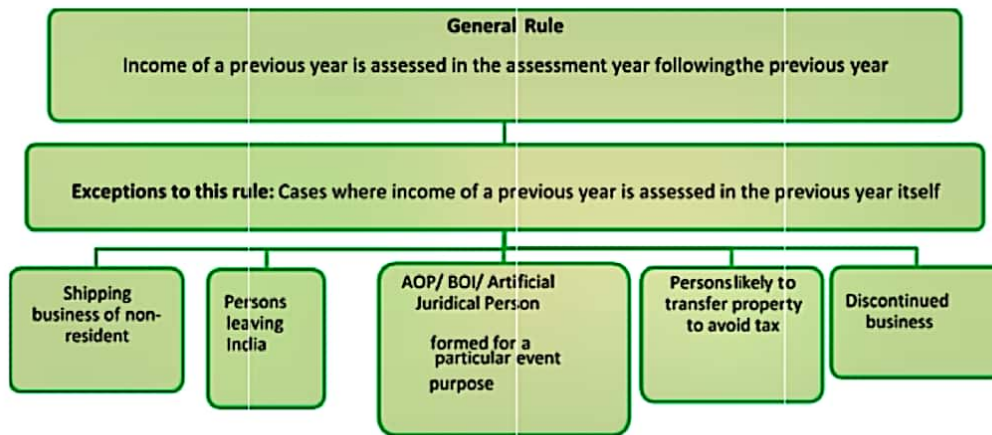 General Rule
Income of a previous year is assessed in the assessment year followingthe previous year
Exceptions to this rule: Cases where income of a previous year is assessed in the previous year itself
Shipping
business of non-
resident
Persons
leaving
India
AOP/ BOI/ Artificial
Juridical Person
formed for a
particular event
purpose
Persons likely to
transfer property
to avoid tax
Discontinued
business